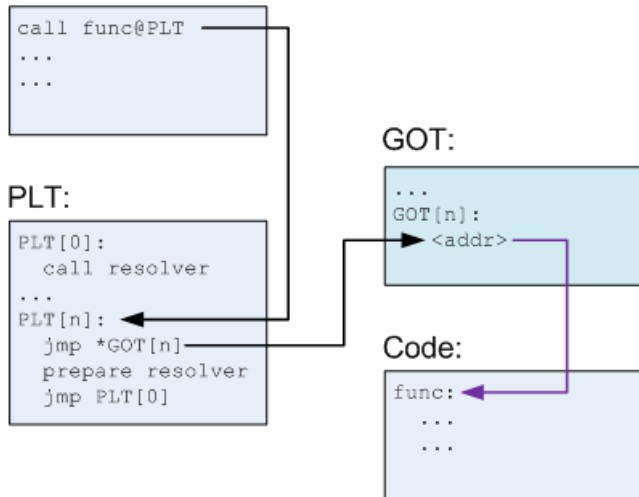 call func@PLT
...
...
PLT:
PLT[0]:
call resolver
...
PLT[n]:
jmp *GOT[n]
prepare resolver
jmp PLT[0]
GOT:
...
GOT[n]:
<addr>
Code:
func:
...
...